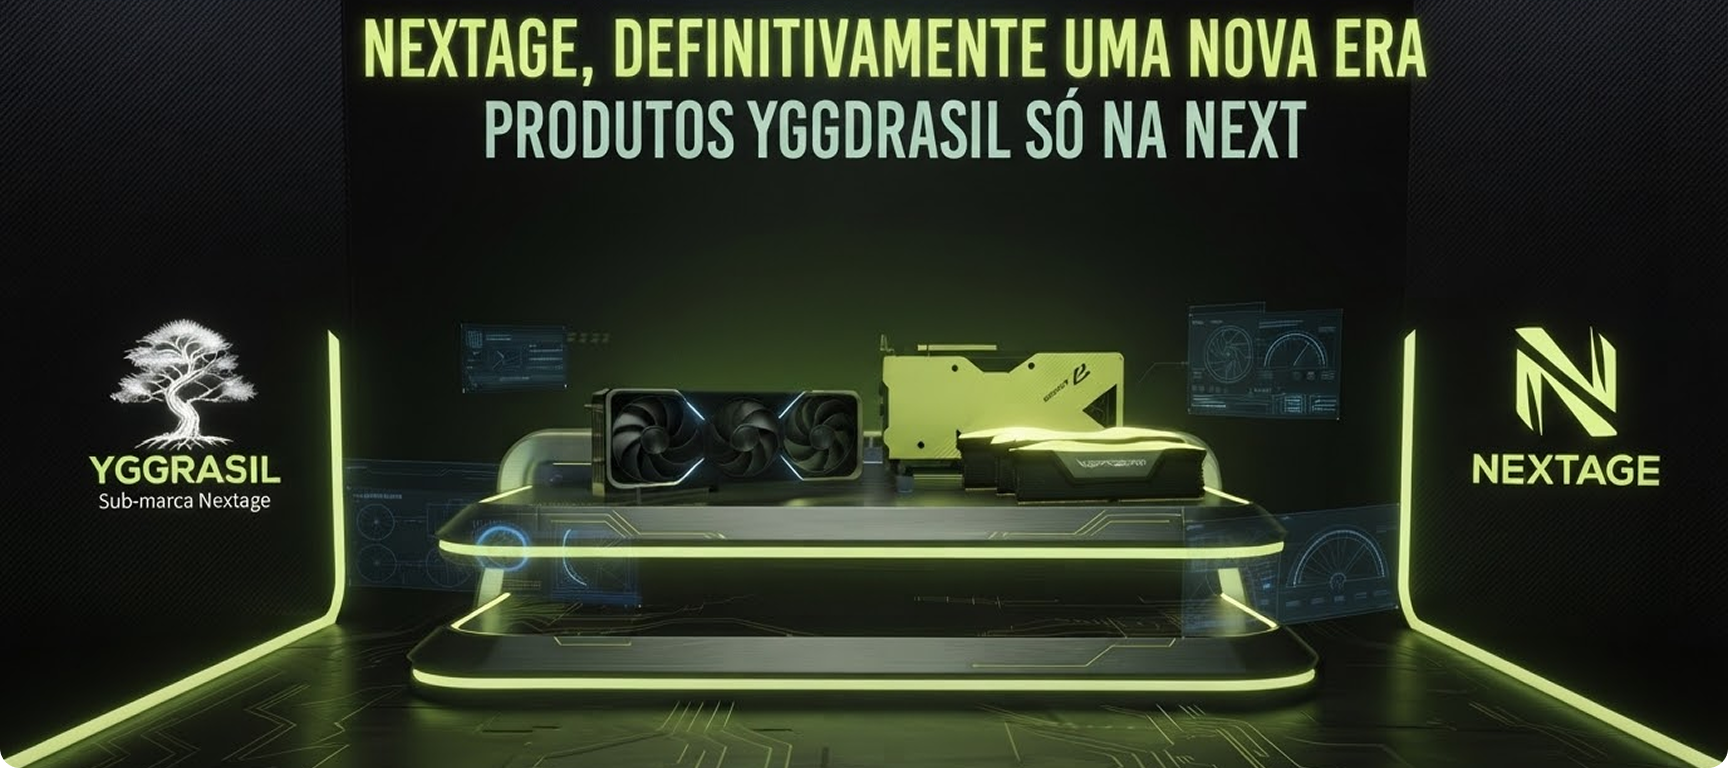 NEXTAGE, DEFINITIVAMENTE UMA NOVA ERA
PRODUTOS YGGDRASIL SÓ NA NEXT
YGGRASIL
Sub-marca Nextage
NEXTAGE